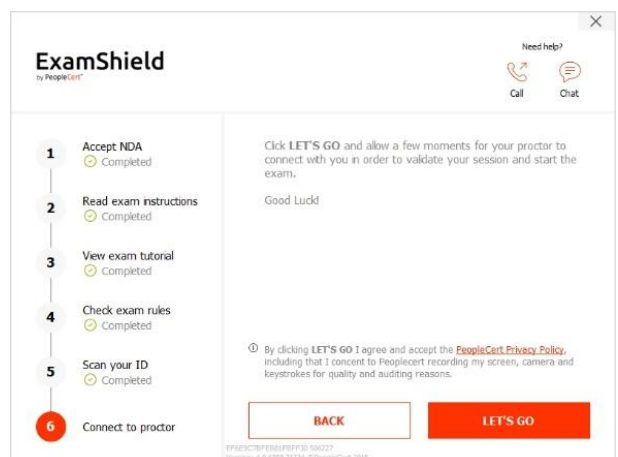 Need help?
ExamShield
by PeopleCert
Call
Chat
1
Accept NDA
Completed
2
Read exam instructions
Completed
3
View exam tutorial
Completed
4
Check exam rules
Completed
5
Scan your ID
Completed
6
Connect to proctor
Click LET'S GO and allow a few moments for your proctor to
connect with you in order to validate your session and start the
exam.
Good Luck!
By clicking LET'S GO I agree and accept the PeopleCert Privacy Policy,
including that I consent to Peoplecert recording my screen, camera and
keystrokes for quality and auditing reasons.
BACK
LET'S GO